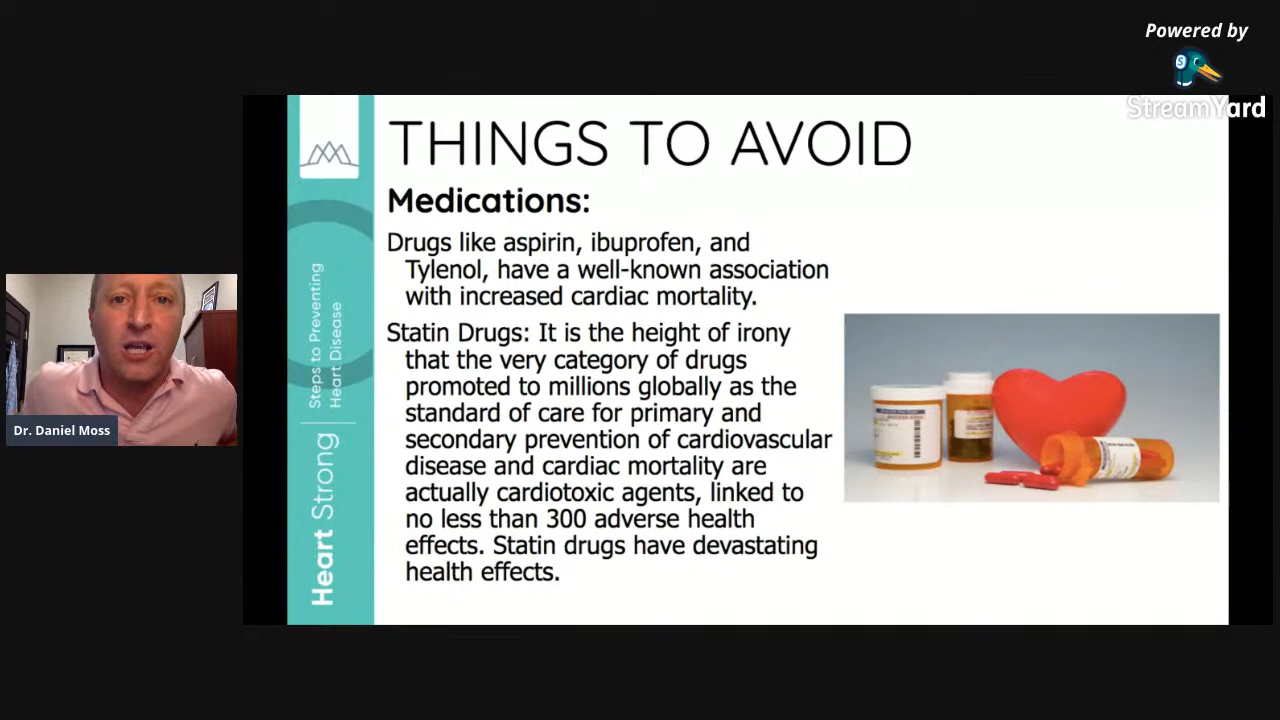 Powered by
StreamYard
THINGS TO AVOID
Medications:
Drugs like aspirin, ibuprofen, and
Tylenol, have a well-known association
with increased cardiac mortality.
Statin Drugs: It is the height of irony
that the very category of drugs
promoted to millions globally as the
standard of care for primary and
secondary prevention of cardiovascular
disease and cardiac mortality are
actually cardiotoxic agents, linked to
no less than 300 adverse health
effects. Statin drugs have devastating
health effects.
Heart Strong
Steps to Preventing
Heart Disease
Dr. Daniel Moss